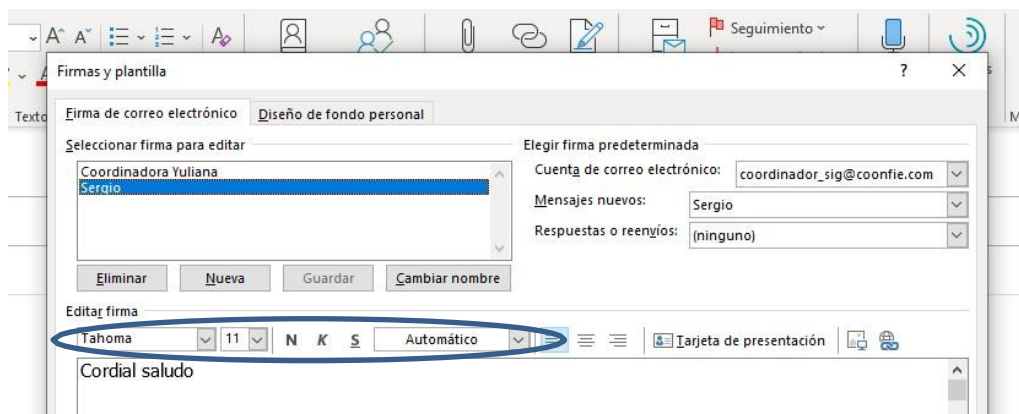 Seguimiento
Firmas y plantilla ? X
Texto
Firma de correo electrónico Diseño de fondo personal
Seleccionar firma para editar
Coordinadora Yuliana
Sergio
Elegir firma predeterminada
Cuenta de correo electrónico: coordinador_sig@coonfie.com
Mensajes nuevos: Sergio
Respuestas o reenvíos: (ninguno)
Eliminar Nueva Guardar Cambiar nombre
Editar firma
Tahoma 11 N K S Automático Tarjeta de presentación
Cordial saludo